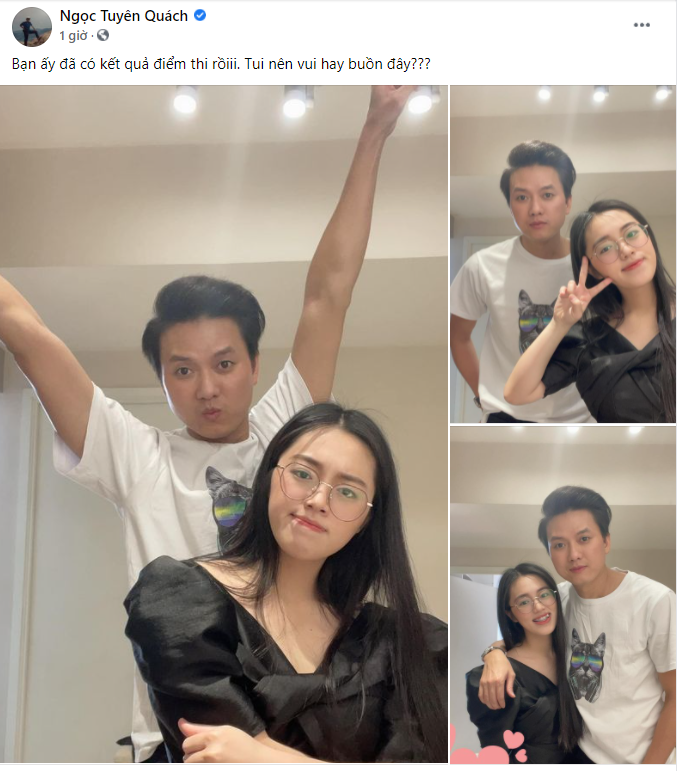 Ngọc Tuyên Quách
1 giờ ·
Bạn ấy đã có kết quả điểm thi rồiii. Tui nên vui hay buồn đây???